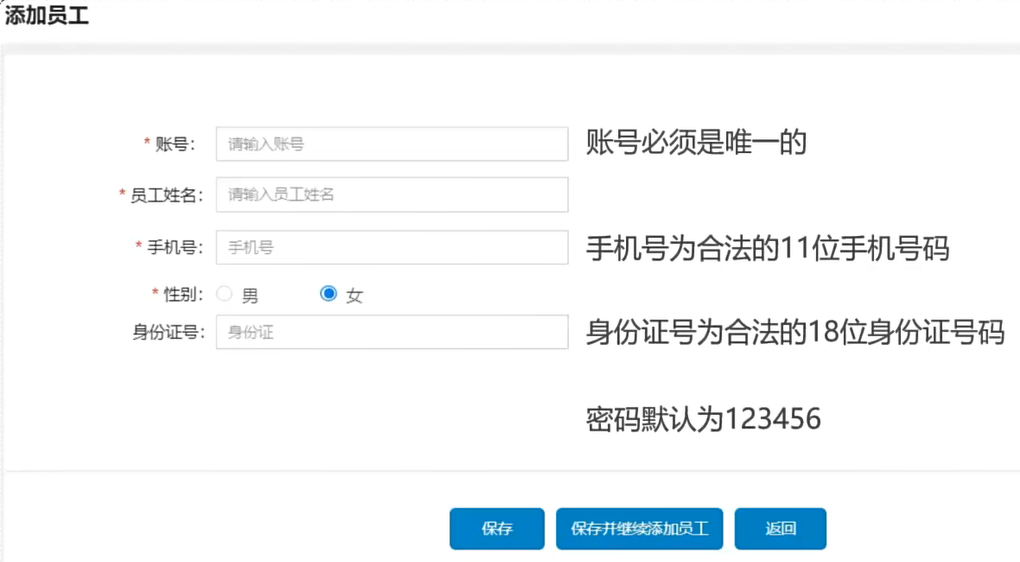 添加员工
* 账号: 请输入账号 账号必须是唯一的
* 员工姓名: 请输入员工姓名
* 手机号: 手机号 手机号为合法的11位手机号码
* 性别: 男 女
身份证号: 身份证 身份证号为合法的18位身份证号码
密码默认为123456
保存 保存并继续添加员工 返回